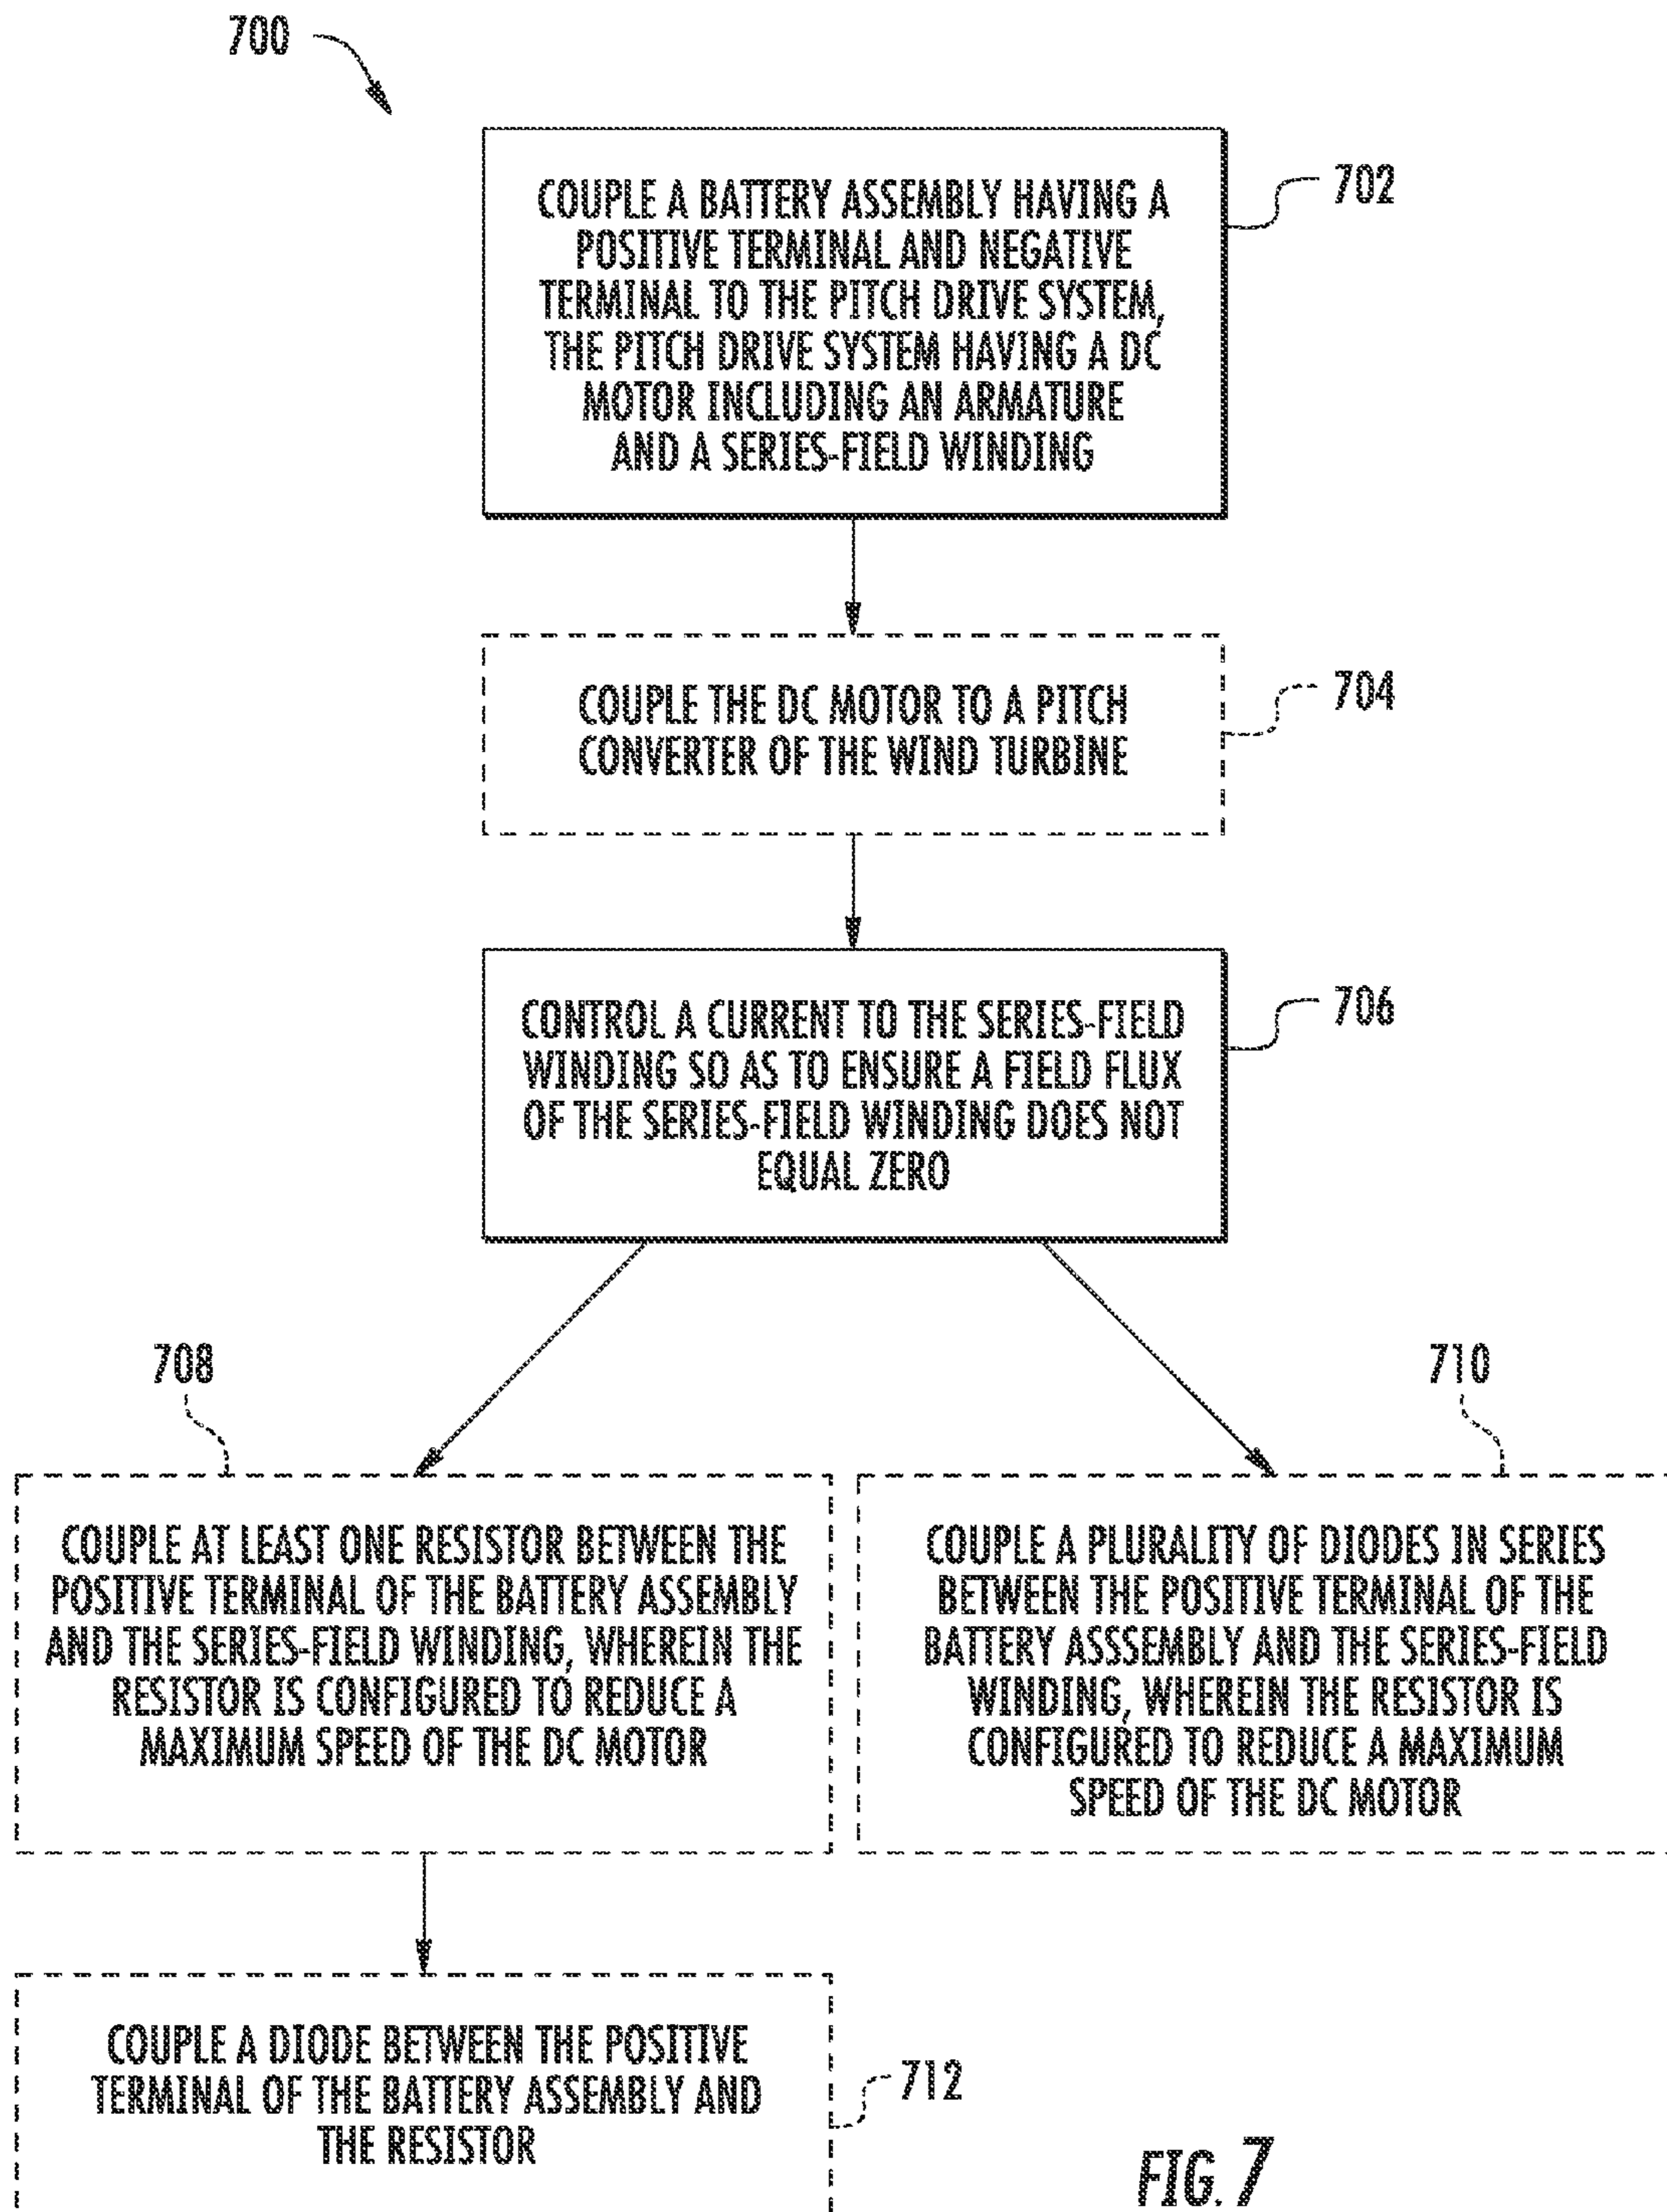 700
COUPLE A BATTERY ASSEMBLY HAVING A
POSITIVE TERMINAL AND NEGATIVE
TERMINAL TO THE PITCH DRIVE SYSTEM,
THE PITCH DRIVE SYSTEM HAVING A DC
MOTOR INCLUDING AN ARMATURE
AND A SERIES-FIELD WINDING
702
COUPLE THE DC MOTOR TO A PITCH
CONVERTER OF THE WIND TURBINE
704
CONTROL A CURRENT TO THE SERIES-FIELD
WINDING SO AS TO ENSURE A FIELD FLUX
OF THE SERIES-FIELD WINDING DOES NOT
EQUAL ZERO
706
708
COUPLE AT LEAST ONE RESISTOR BETWEEN THE
POSITIVE TERMINAL OF THE BATTERY ASSEMBLY
AND THE SERIES-FIELD WINDING, WHEREIN THE
RESISTOR IS CONFIGURED TO REDUCE A
MAXIMUM SPEED OF THE DC MOTOR
710
COUPLE A PLURALITY OF DIODES IN SERIES
BETWEEN THE POSITIVE TERMINAL OF THE
BATTERY ASSSEMBLY AND THE SERIES-FIELD
WINDING, WHEREIN THE RESISTOR IS
CONFIGURED TO REDUCE A MAXIMUM
SPEED OF THE DC MOTOR
COUPLE A DIODE BETWEEN THE POSITIVE
TERMINAL OF THE BATTERY ASSEMBLY AND
THE RESISTOR
712
FIG. 7